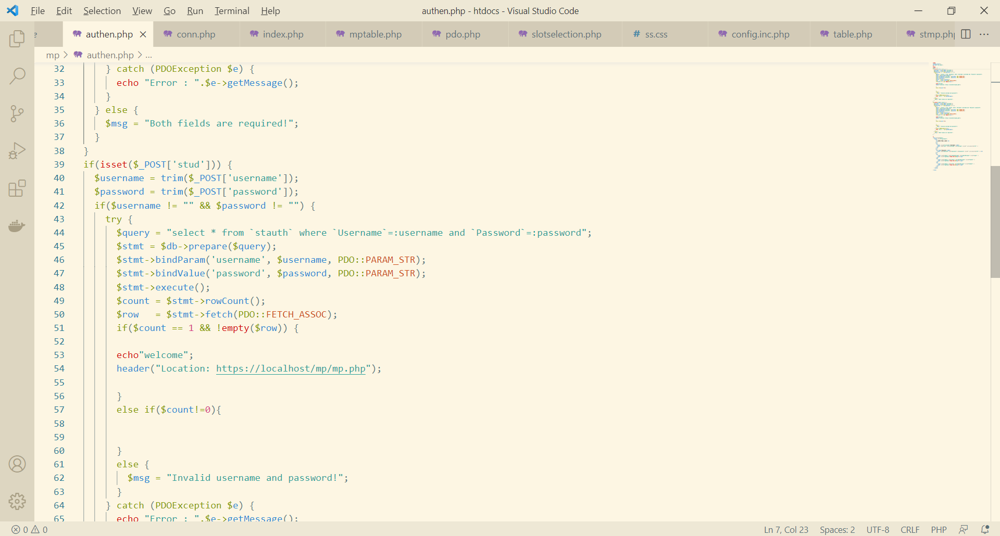 File Edit Selection View Go Run Terminal Help
authen.php - htdocs - Visual Studio Code
e authen.php conn.php index.php mptable.php pdo.php slotselection.php # ss.css config.inc.php table.php stmp.php
mp > authen.php > ...
32 } catch (PDOException $e) {
33 echo "Error : ".$e->getMessage();
34 }
35 } else {
36 $msg = "Both fields are required!";
37 }
38 }
39 if(isset($_POST['stud'])) {
40 $username = trim($_POST['username']);
41 $password = trim($_POST['password']);
42 if($username != "" && $password != "") {
43 try {
44 $query = "select * from `stauth` where `Username`=:username and `Password`=:password";
45 $stmt = $db->prepare($query);
46 $stmt->bindParam('username', $username, PDO::PARAM_STR);
47 $stmt->bindValue('password', $password, PDO::PARAM_STR);
48 $stmt->execute();
49 $count = $stmt->rowCount();
50 $row   = $stmt->fetch(PDO::FETCH_ASSOC);
51 if($count == 1 && !empty($row)) {
52
53 echo"welcome";
54 header("Location: https://localhost/mp/mp.php");
55
56 }
57 else if($count!=0){
58
59
60 }
61 else {
62 $msg = "Invalid username and password!";
63 }
64 } catch (PDOException $e) {
65 echo "Error : ".$e->getMessage();
0 0 Ln 7, Col 23 Spaces: 2 UTF-8 CRLF PHP